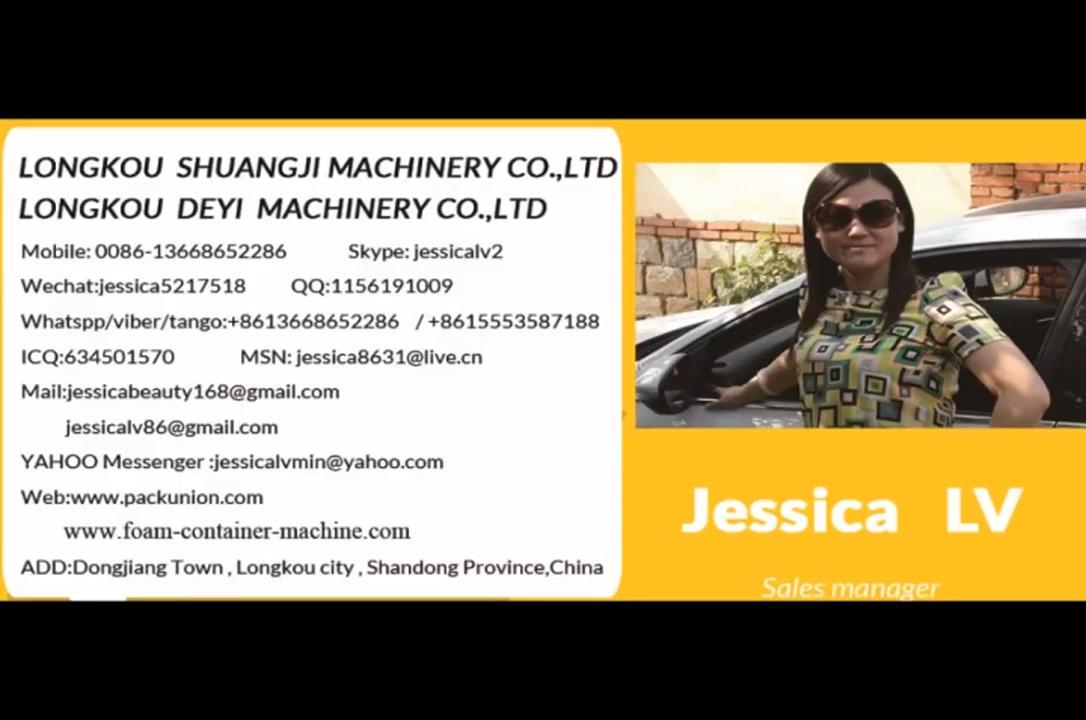 LONGKOU SHUANGJI MACHINERY CO.,LTD
LONGKOU DEYI MACHINERY CO.,LTD
Mobile: 0086-13668652286 Skype: jessicalv2
Wechat:jessica5217518 QQ:1156191009
Whatspp/viber/tango:+8613668652286 / +8615553587188
ICQ:634501570 MSN: jessica8631@live.cn
Mail:jessicabeauty168@gmail.com
jessicalv86@gmail.com
YAHOO Messenger :jessicalvmin@yahoo.com
Web:www.packunion.com
www.foam-container-machine.com
ADD:Dongjiang Town , Longkou city , Shandong Province,China
Jessica LV
Sales manager